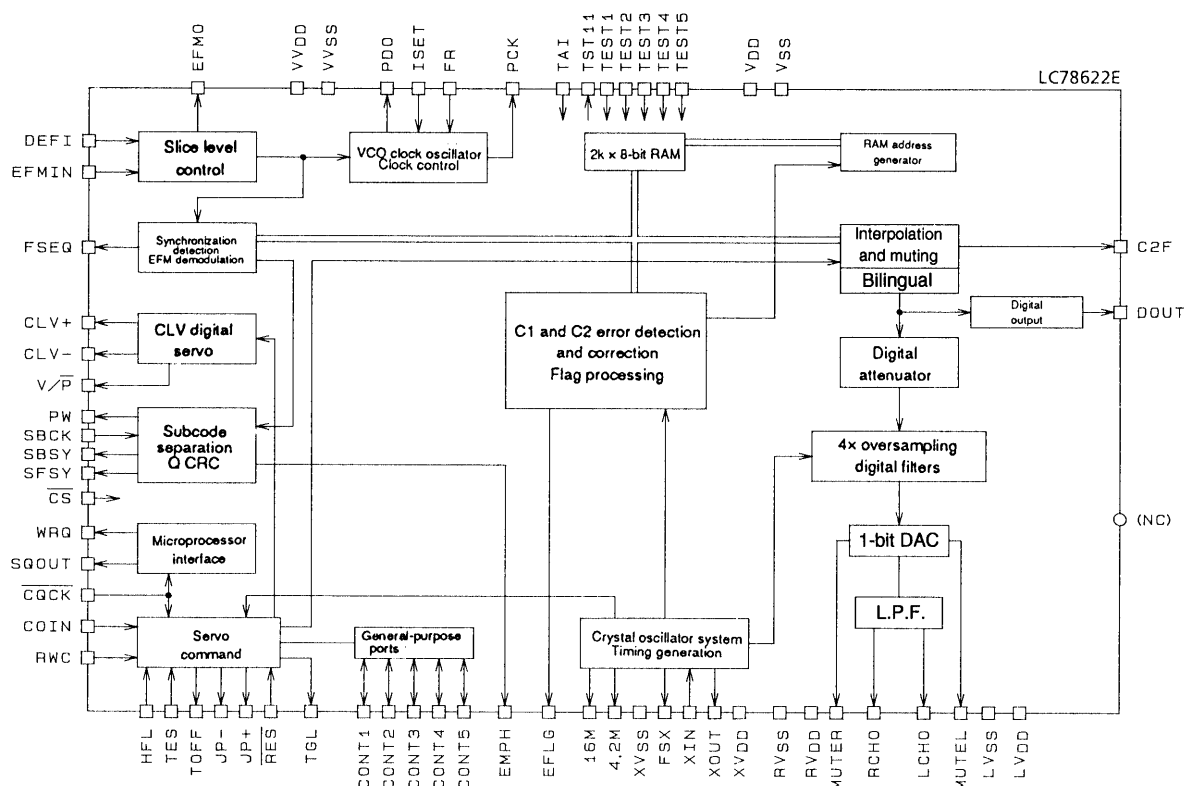 EFMO
VVDD
VVSS
PDO
ISET
FR
PCK
TAI
TST11
TEST1
TEST2
TEST3
TEST4
TEST5
VDD
VSS
LC78622E
DEFI
EFMIN
FSEQ
CLV+
CLV-
V/P
PW
SBCK
SBSY
SFSY
CS
WRQ
SQOUT
CQCK
COIN
RWC
Slice level
control
VCO clock oscillator
Clock control
2k × 8-bit RAM
RAM address
generator
Synchronization
detection
EFM demodulation
Interpolation
and muting
Bilingual
C2F
Digital
output
DOUT
CLV digital
servo
C1 and C2 error detection
and correction
Flag processing
Digital
attenuator
Subcode
separation
Q CRC
4× oversampling
digital filters
(NC)
Microprocessor
interface
1-bit DAC
L.P.F.
Servo
command
General-purpose
ports
Crystal oscillator system
Timing generation
HFL
TES
TOFF
JP-
JP+
RES
TGL
CONT1
CONT2
CONT3
CONT4
CONT5
EMPH
EFLG
16M
4.2M
XVSS
FSX
XIN
XOUT
XVDD
RVSS
RVDD
MUTER
RCHO
LCHO
MUTEL
LVSS
LVDD